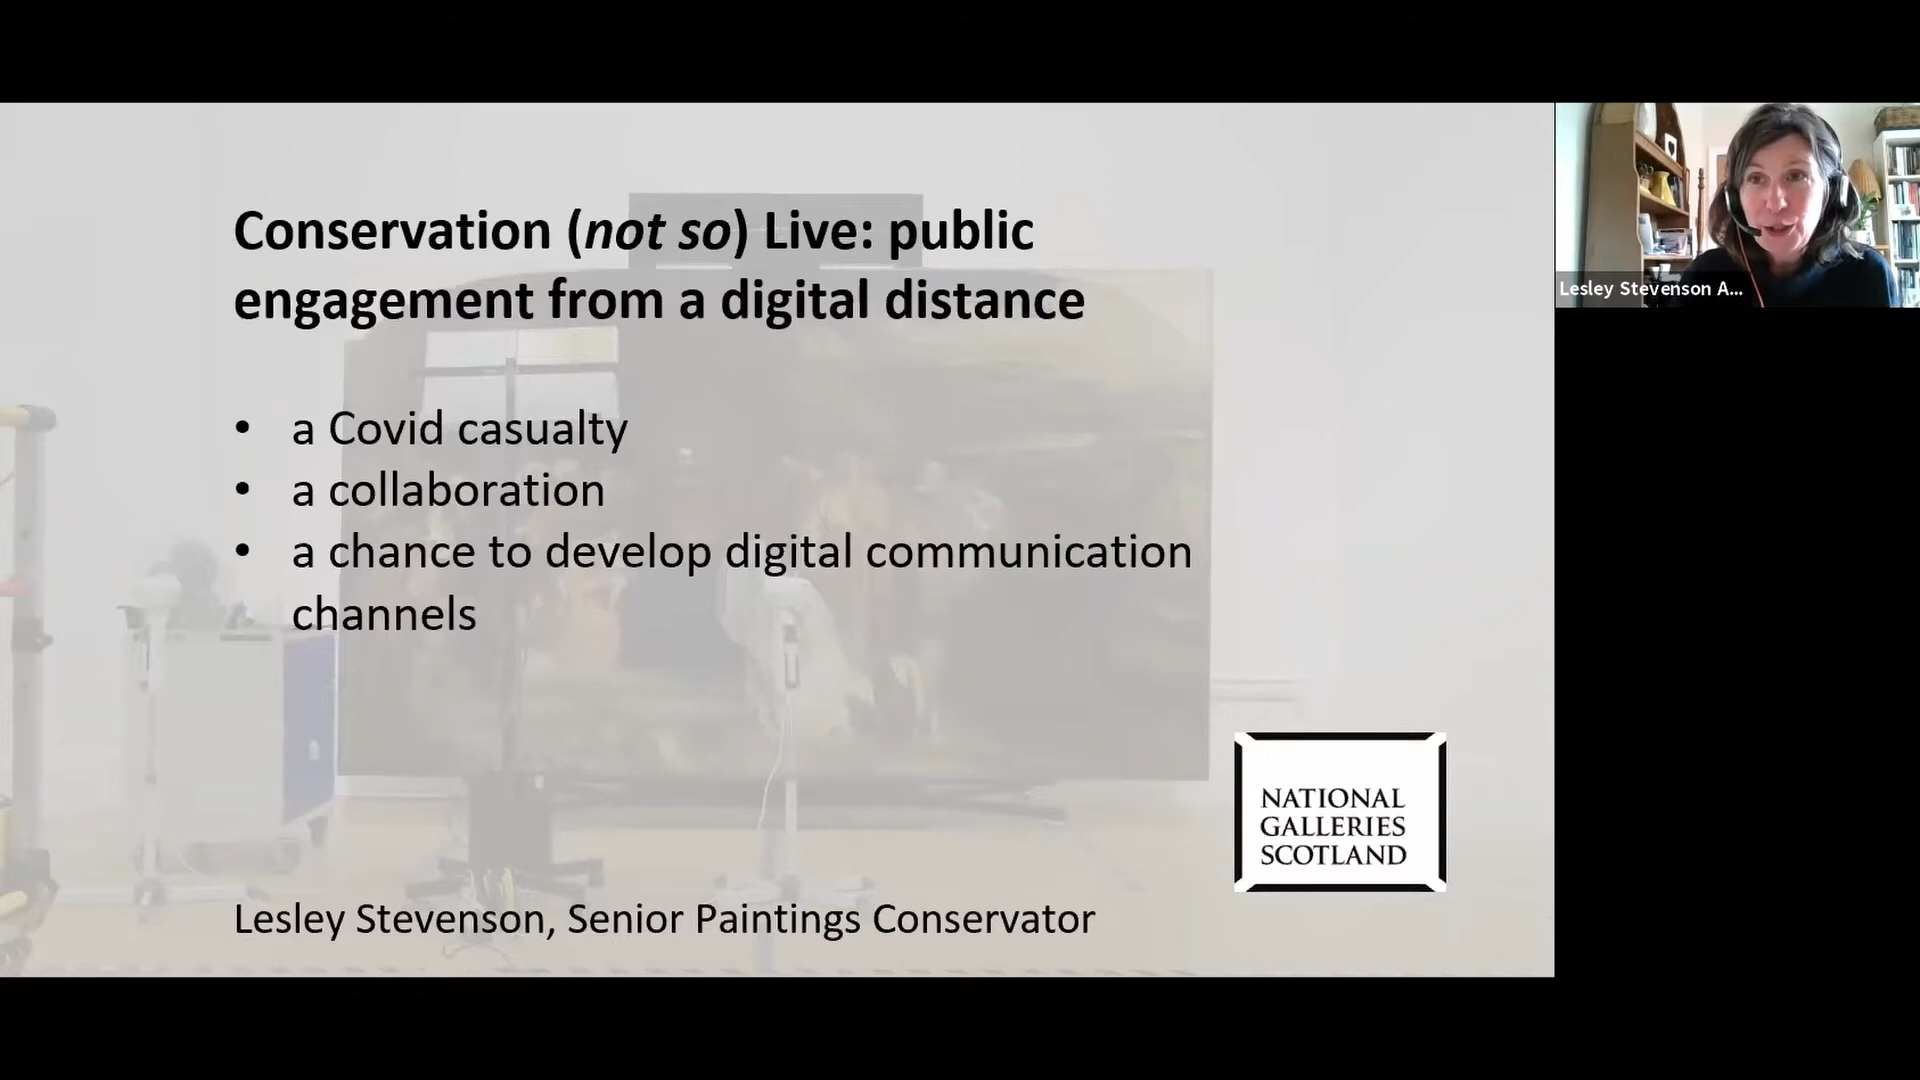 Conservation (not so) Live: public
engagement from a digital distance
• a Covid casualty
• a collaboration
• a chance to develop digital communication
channels
NATIONAL
GALLERIES
SCOTLAND
Lesley Stevenson, Senior Paintings Conservator
Lesley Stevenson A...